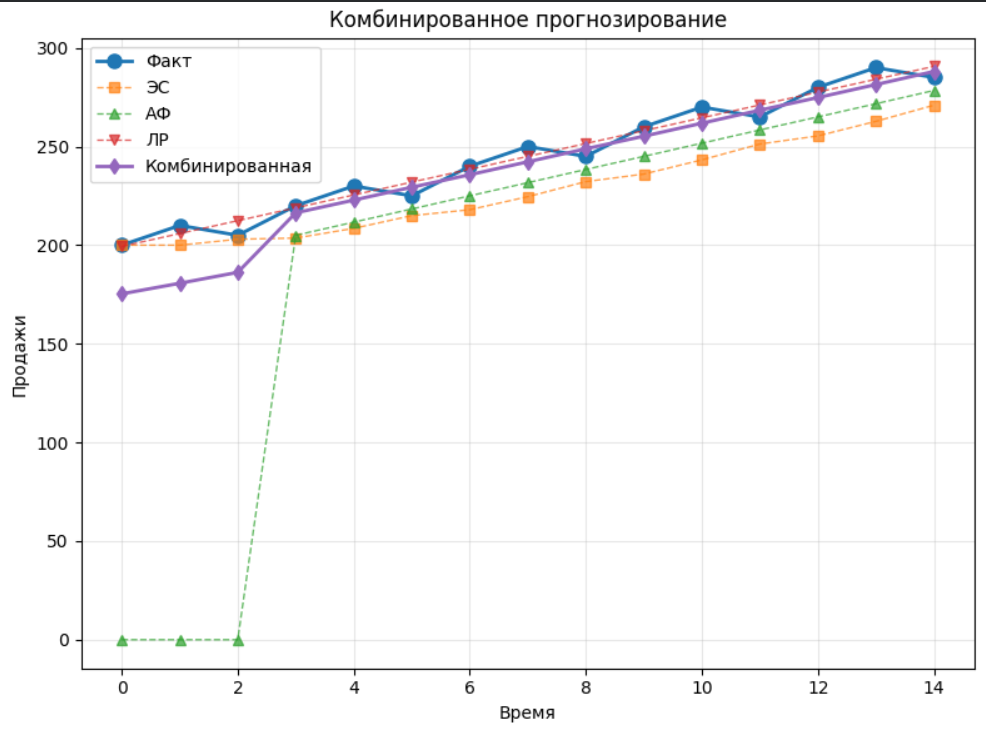 Комбинированное прогнозирование
300
250
200
150
100
50
0
Продажи
Факт
ЭС
АФ
ЛР
Комбинированная
0 2 4 6 8 10 12 14
Время